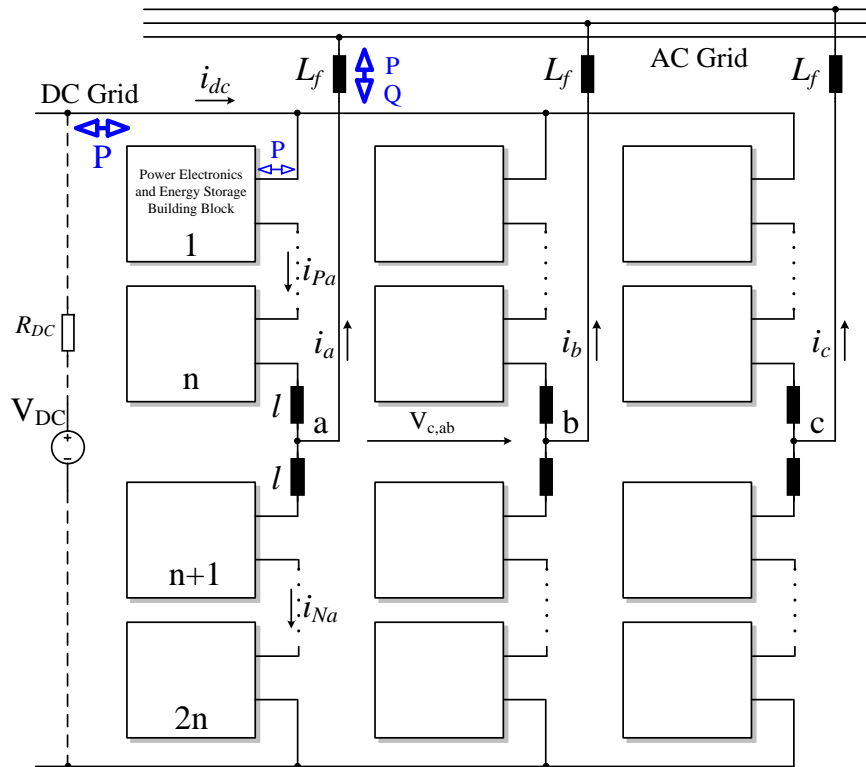 AC Grid
L_f
L_f
L_f
P
Q
i_dc
DC Grid
P
P
Power Electronics
and Energy Storage
Building Block
1
i_Pa
n
R_DC
V_DC
i_a
i_b
i_c
l
a
V_c,ab
b
c
l
n+1
i_Na
2n